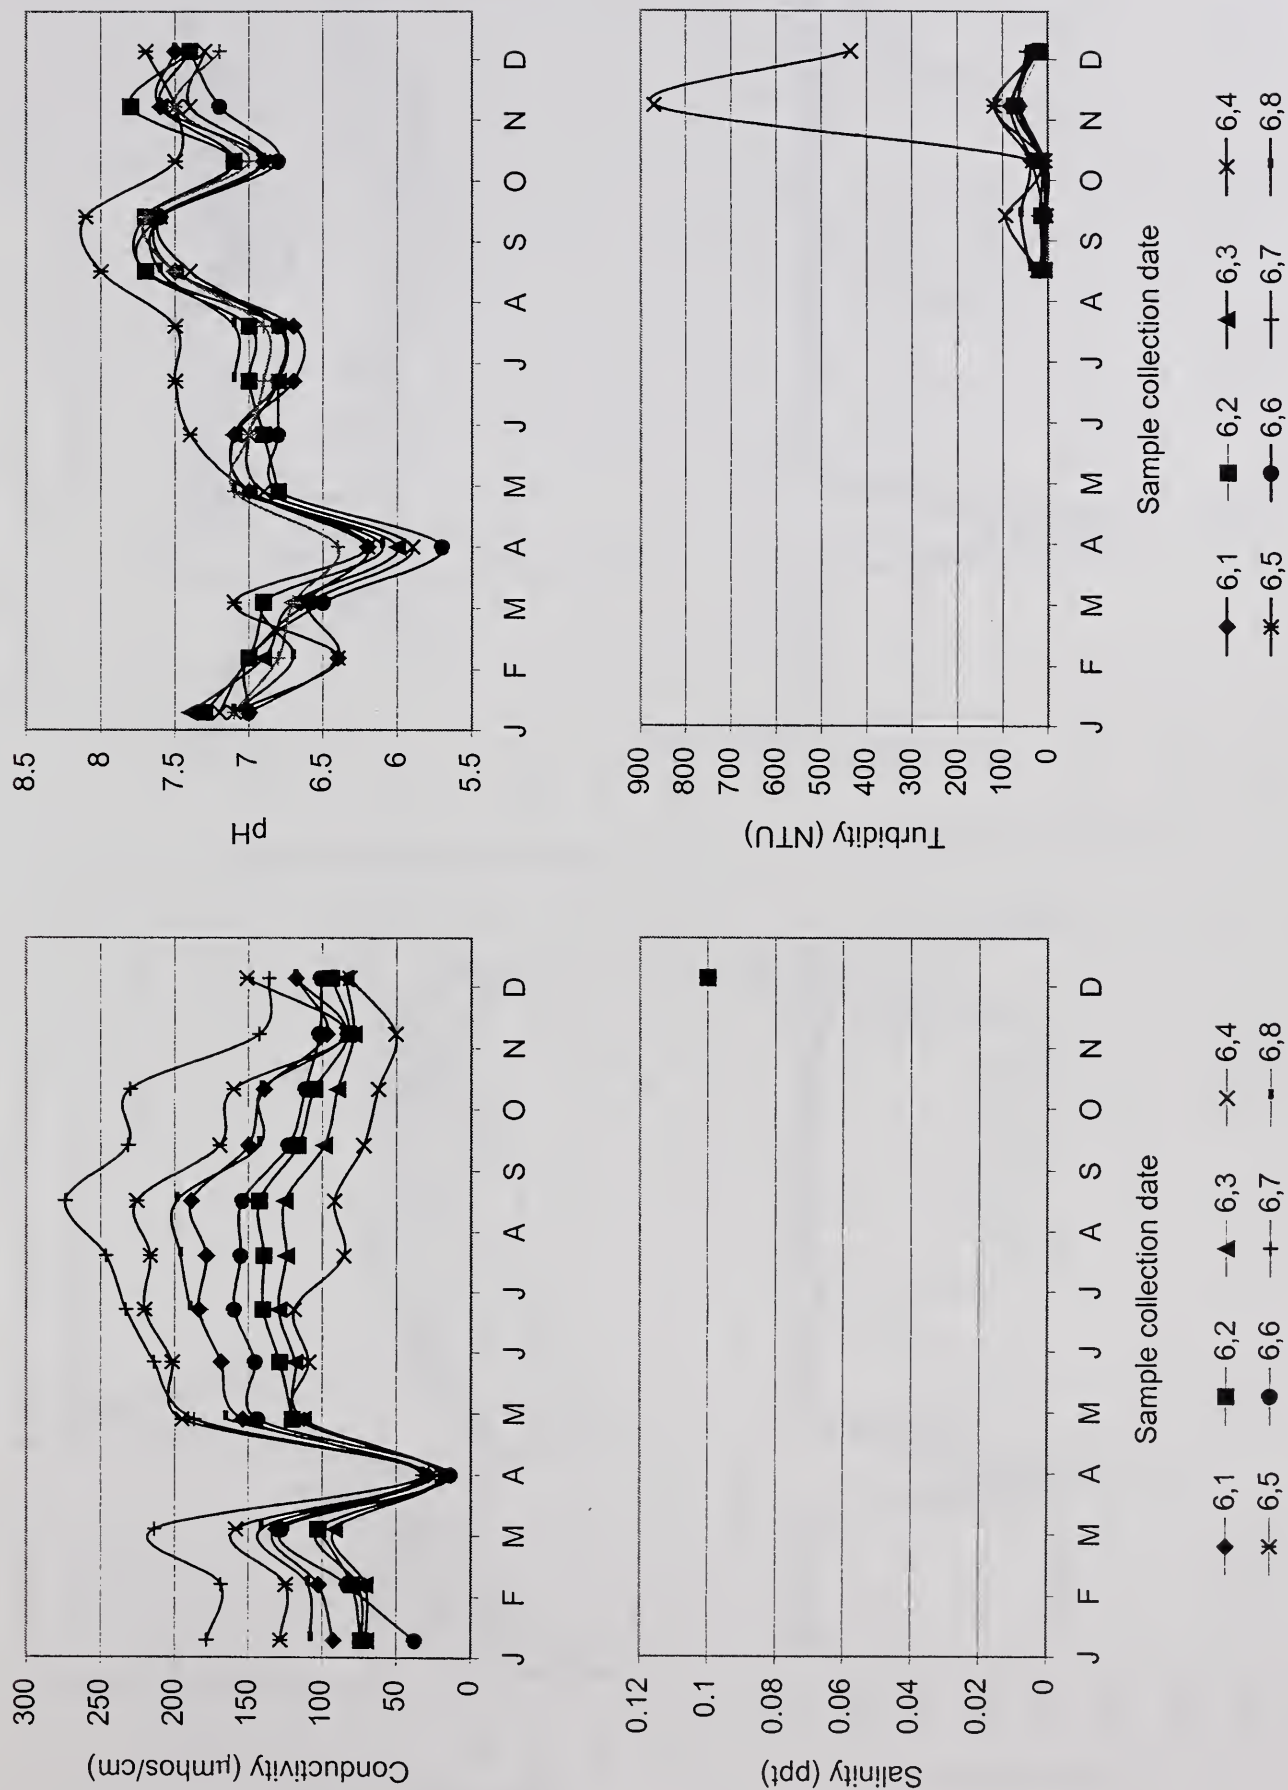 300
250
200
150
100
50
0
Conductivity (µmhos/cm)
J F M A M J J A S O N D
8.5
8
7.5
7
6.5
6
5.5
pH
J F M A M J J A S O N D
0.12
0.1
0.08
0.06
0.04
0.02
0
Salinity (ppt)
J F M A M J J A S O N D
Sample collection date
6,1 6,2 6,3 6,4
6,5 6,6 6,7 6,8
900
800
700
600
500
400
300
200
100
0
Turbidity (NTU)
J F M A M J J A S O N D
Sample collection date
6,1 6,2 6,3 6,4
6,5 6,6 6,7 6,8